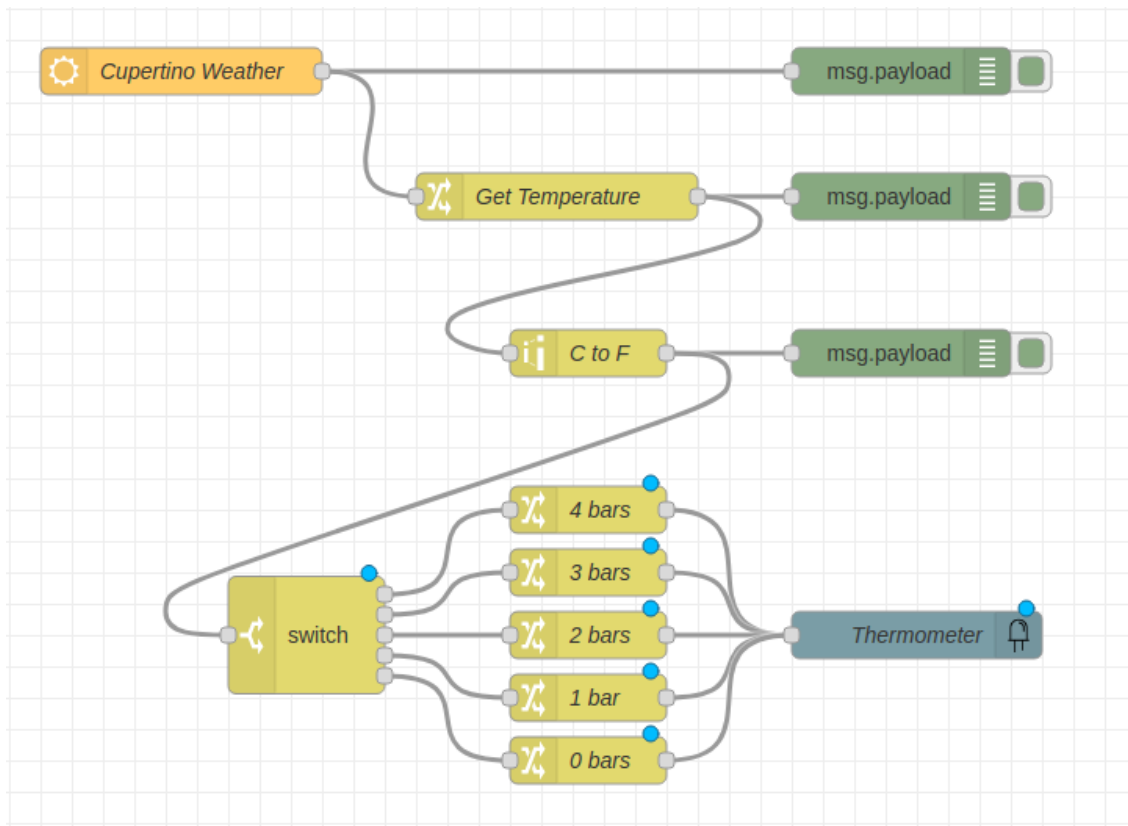 Cupertino Weather
msg.payload
Get Temperature
msg.payload
C to F
msg.payload
4 bars
3 bars
switch
2 bars
Thermometer
1 bar
0 bars